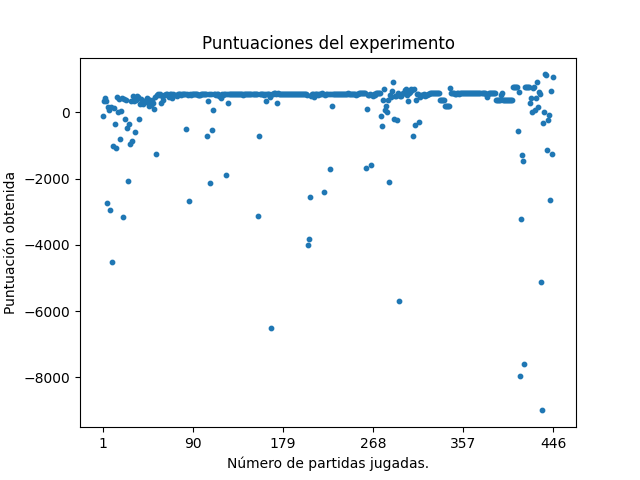 Puntuaciones del experimento
Puntuación obtenida
0
−2000
−4000
−6000
−8000
1 90 179 268 357 446
Número de partidas jugadas.